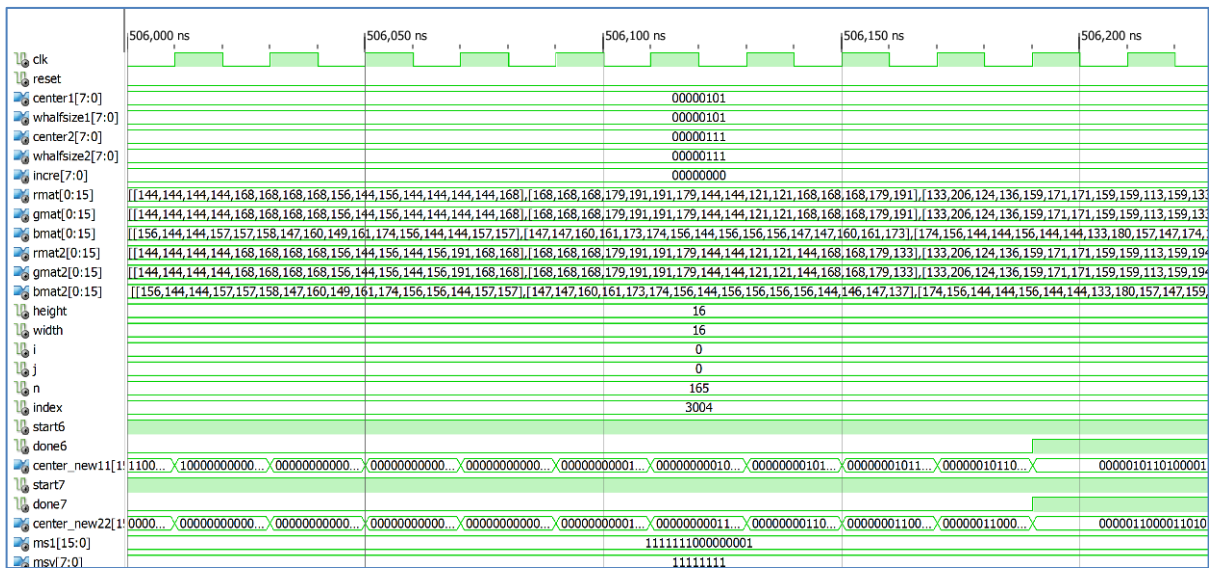 506,000 ns 506,050 ns 506,100 ns 506,150 ns 506,200 ns
clk
reset
center1[7:0] 00000101
whalfsize1[7:0] 00000101
center2[7:0] 00000111
whalfsize2[7:0] 00000111
incre[7:0] 00000000
rmat[0:15] [[144,144,144,144,168,168,168,168,156,144,156,144,144,144,144,168],[168,168,168,179,191,191,179,144,144,121,121,168,168,168,179,191],[133,206,124,136,159,171,171,159,159,113,159,133
gmat[0:15] [[144,144,144,144,168,168,168,168,156,144,156,144,144,144,144,168],[168,168,168,179,191,191,179,144,144,121,121,168,168,168,179,191],[133,206,124,136,159,171,171,159,159,113,159,133
bmat[0:15] [[156,144,144,157,157,158,147,160,149,161,174,156,144,144,157,157],[147,147,160,161,173,174,156,144,156,156,156,147,147,160,161,173],[174,156,144,144,156,144,144,133,180,157,147,174,
rmat2[0:15] [[144,144,144,144,168,168,168,168,156,144,156,144,156,191,168,168],[168,168,168,179,191,191,179,144,144,121,121,144,168,168,179,133],[133,206,124,136,159,171,171,159,159,113,159,194
gmat2[0:15] [[144,144,144,144,168,168,168,168,156,144,156,144,156,191,168,168],[168,168,168,179,191,191,179,144,144,121,121,144,168,168,179,133],[133,206,124,136,159,171,171,159,159,113,159,194
bmat2[0:15] [[156,144,144,157,157,158,147,160,149,161,174,156,156,144,157,157],[147,147,160,161,173,174,156,144,156,156,156,144,144,146,147,137],[174,156,144,144,156,144,144,133,180,157,147,159,
height 16
width 16
i 0
j 0
n 165
index 3004
start6
done6
center_new11[1! 1100... 10000000000... 00000000000... 00000000000... 00000000000... 00000000001... 00000000010... 00000000101... 00000001011... 00000010110... 0000010110100001
start7
done7
center_new22[1! 0000... 00000000000... 00000000000... 00000000000... 00000000000... 00000000001... 00000000011... 00000000110... 00000001100... 00000011000... 0000011000011010
ms1[15:0] 1111111000000001
msv[7:0] 11111111